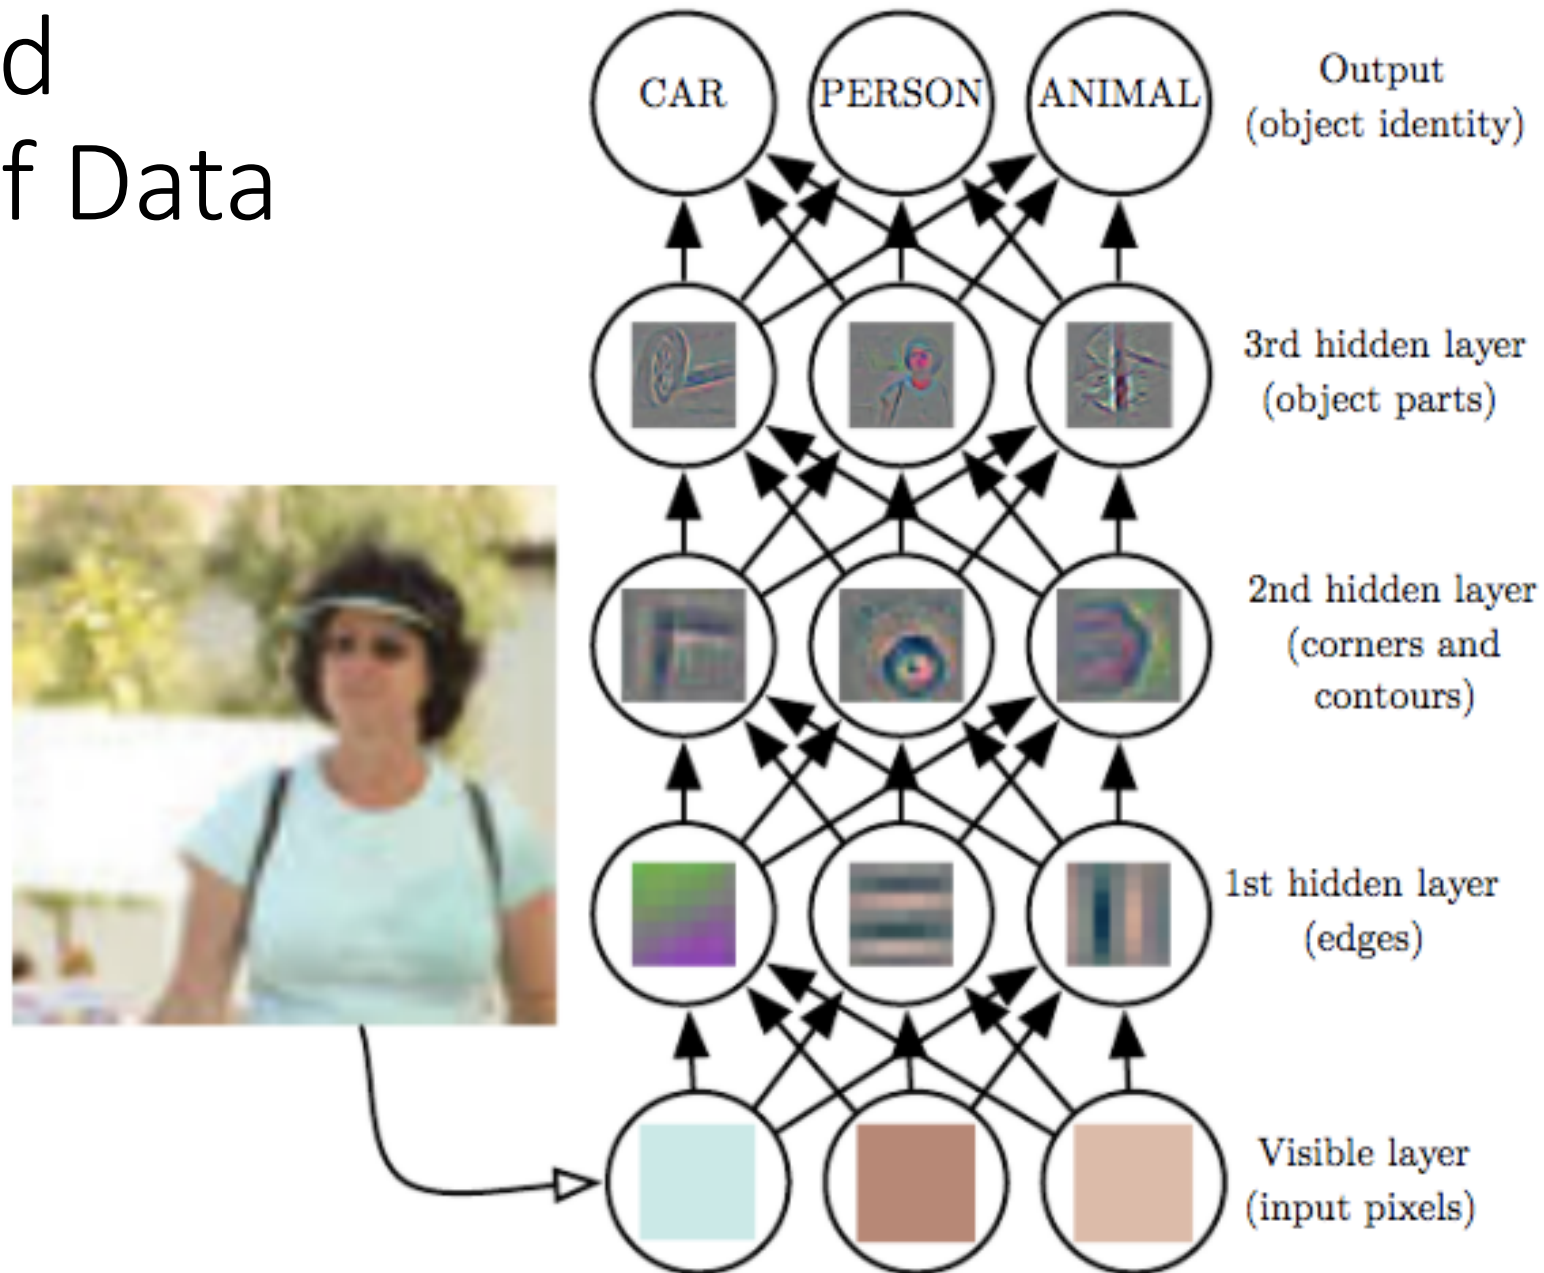 d
f Data
CAR PERSON ANIMAL
Output
(object identity)
3rd hidden layer
(object parts)
2nd hidden layer
(corners and
contours)
1st hidden layer
(edges)
Visible layer
(input pixels)